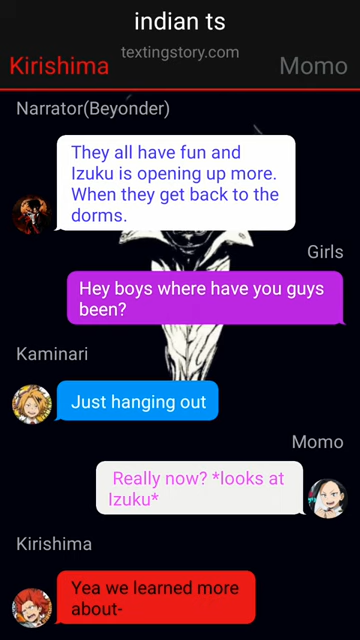 indian ts
textingstory.com
Kirishima
Momo
Narrator(Beyonder)
They all have fun and
Izuku is opening up more.
When they get back to the
dorms.
Girls
Hey boys where have you guys
been?
Kaminari
Just hanging out
Momo
Really now? *looks at
Izuku*
Kirishima
Yea we learned more
about-